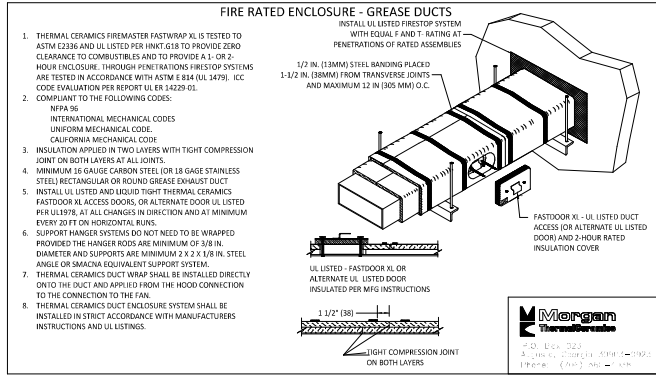 FIRE RATED ENCLOSURE - GREASE DUCTS
1. THERMAL CERAMICS FIREMASTER FASTWRAP XL IS TESTED TO
ASTM E2336 AND UL LISTED PER HNKT.G18 TO PROVIDE ZERO
CLEARANCE TO COMBUSTIBLES AND TO PROVIDE A 1- OR 2-
HOUR ENCLOSURE. THROUGH PENETRATIONS FIRESTOP SYSTEMS
ARE TESTED IN ACCORDANCE WITH ASTM E 814 (UL 1479). ICC
CODE EVALUATION PER REPORT UL ER 14229-01.
2. COMPLIANT TO THE FOLLOWING CODES:
NFPA 96
INTERNATIONAL MECHANICAL CODES
UNIFORM MECHANICAL CODE.
CALIFORNIA MECHANICAL CODE
3. INSULATION APPLIED IN TWO LAYERS WITH TIGHT COMPRESSION
JOINT ON BOTH LAYERS AT ALL JOINTS.
4. MINIMUM 16 GAUGE CARBON STEEL (OR 18 GAGE STAINLESS
STEEL) RECTANGULAR OR ROUND GREASE EXHAUST DUCT
5. INSTALL UL LISTED AND LIQUID TIGHT THERMAL CERAMICS
FASTDOOR XL ACCESS DOORS, OR ALTERNATE DOOR UL LISTED
PER UL1978, AT ALL CHANGES IN DIRECTION AND AT MINIMUM
EVERY 20 FT ON HORIZONTAL RUNS.
6. SUPPORT HANGER SYSTEMS DO NOT NEED TO BE WRAPPED
PROVIDED THE HANGER RODS ARE MINIMUM OF 3/8 IN.
DIAMETER AND SUPPORTS ARE MINIMUM 2 X 2 X 1/8 IN. STEEL
ANGLE OR SMACNA EQUIVALENT SUPPORT SYSTEM.
7. THERMAL CERAMICS DUCT WRAP SHALL BE INSTALLED DIRECTLY
ONTO THE DUCT AND APPLIED FROM THE HOOD CONNECTION
TO THE CONNECTION TO THE FAN.
8. THERMAL CERAMICS DUCT ENCLOSURE SYSTEM SHALL BE
INSTALLED IN STRICT ACCORDANCE WITH MANUFACTURERS
INSTRUCTIONS AND UL LISTINGS.
INSTALL UL LISTED FIRESTOP SYSTEM
WITH EQUAL F AND T- RATING AT
PENETRATIONS OF RATED ASSEMBLIES
1/2 IN. (13MM) STEEL BANDING PLACED
1-1/2 IN. (38MM) FROM TRANSVERSE JOINTS
AND MAXIMUM 12 IN (305 MM) O.C.
FASTDOOR XL - UL LISTED DUCT
ACCESS (OR ALTERNATE UL LISTED
DOOR) AND 2-HOUR RATED
INSULATION COVER
UL LISTED - FASTDOOR XL OR
ALTERNATE UL LISTED DOOR
INSULATED PER MFG INSTRUCTIONS
1 1/2" (38)
TIGHT COMPRESSION JOINT
ON BOTH LAYERS
Morgan
ThermalCeramics
P.O. Box 923
Augusta, Georgia
Phone: